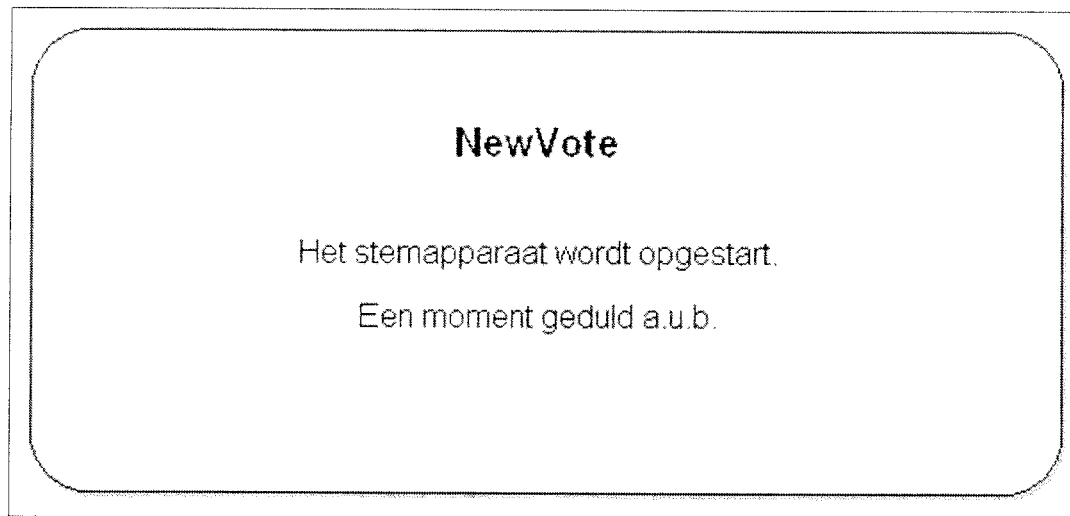 NewVote
Het stemapparaat wordt opgestart.
Een moment geduld a.u.b.